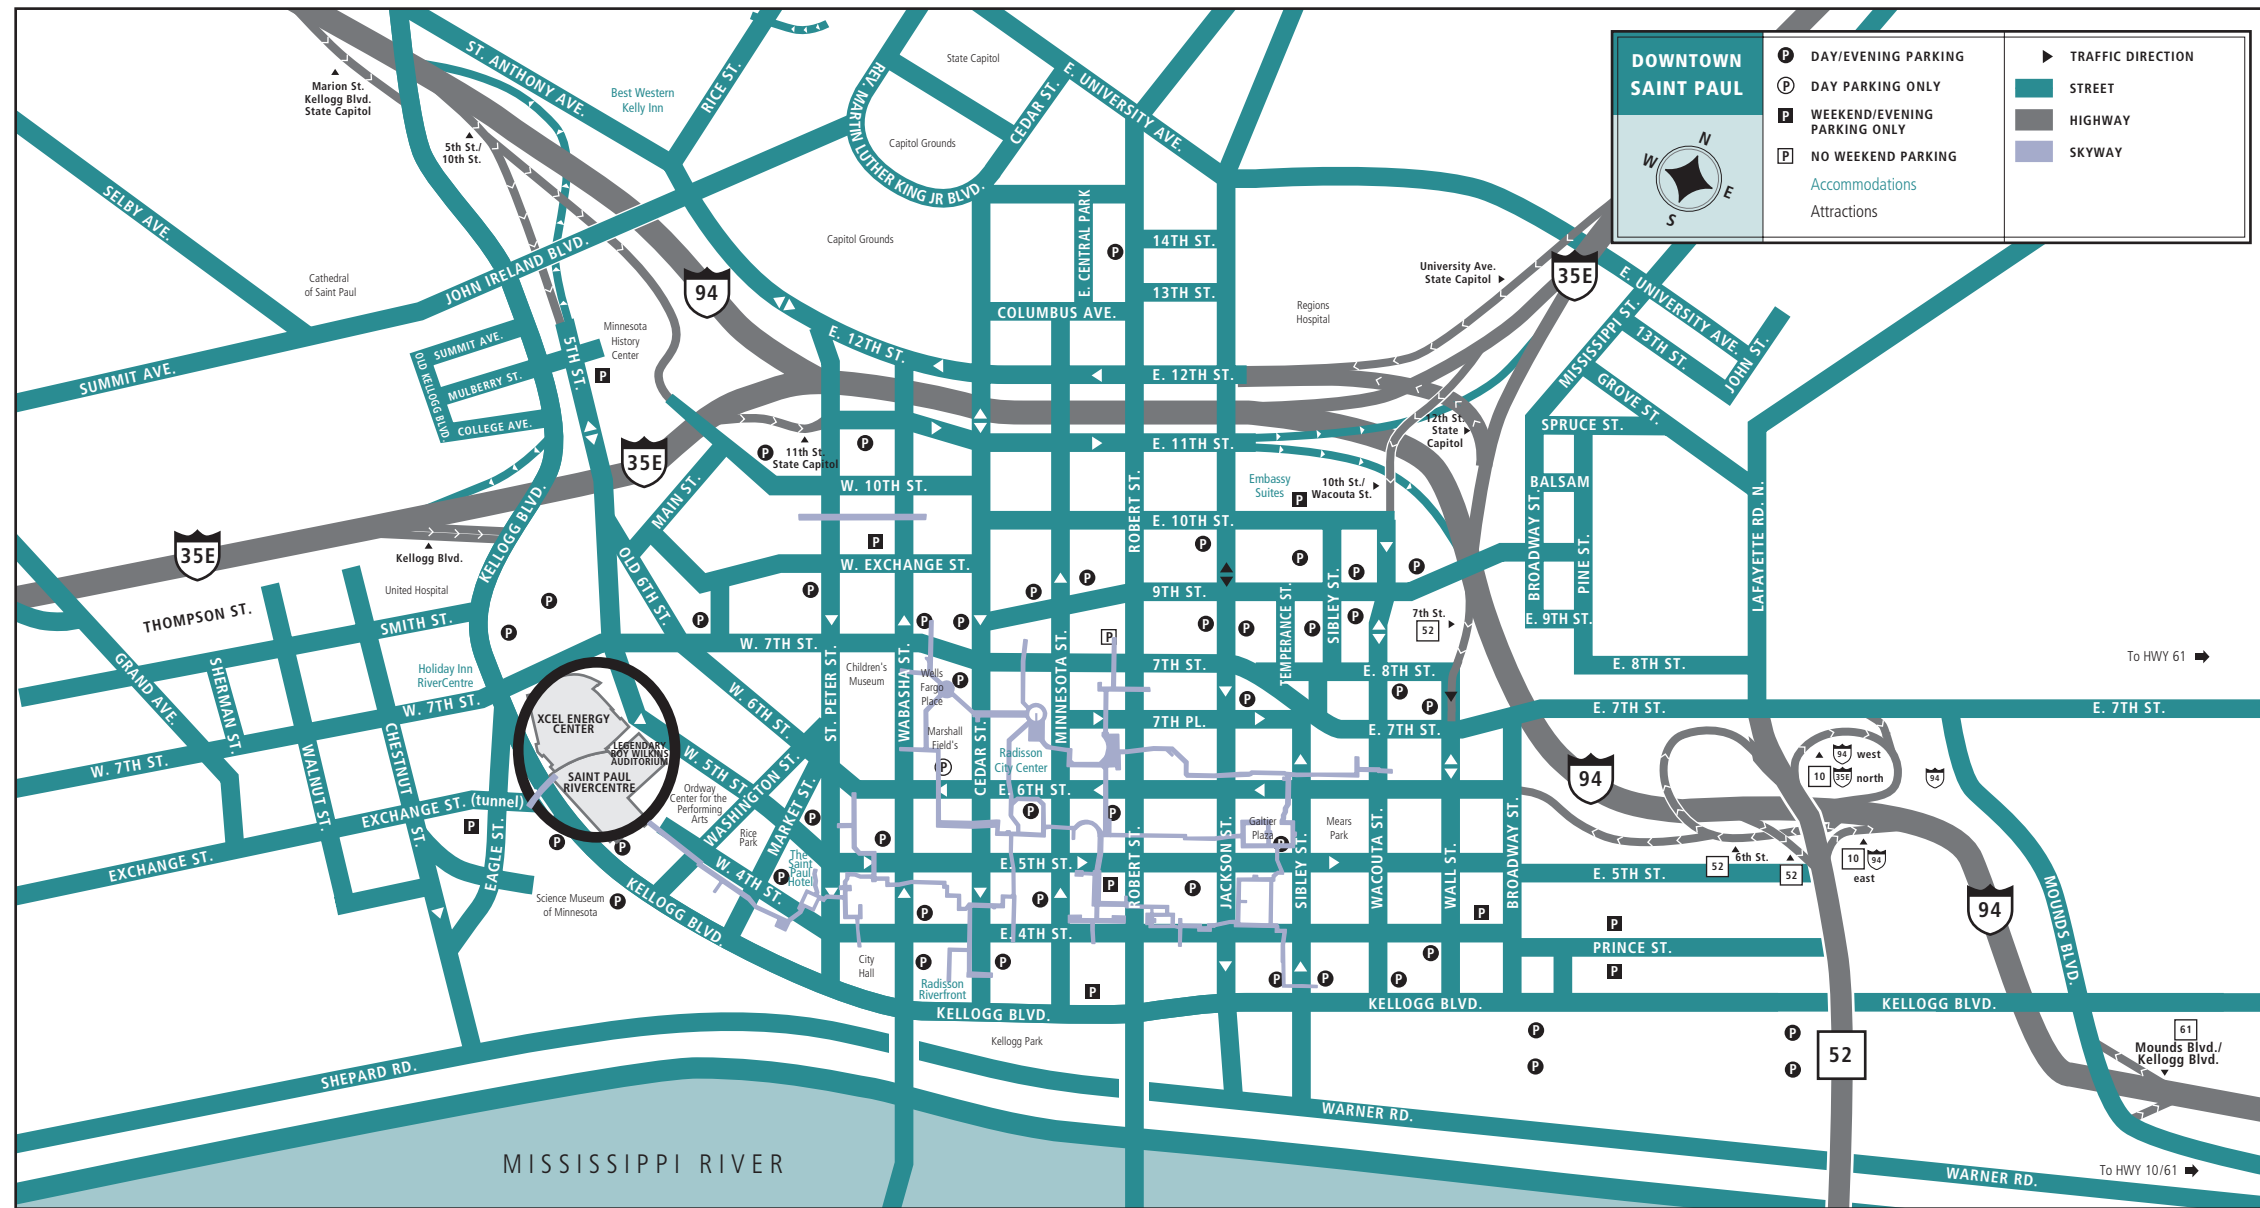 DOWNTOWN
SAINT PAUL
N
W
E
S
P DAY/EVENING PARKING
P DAY PARKING ONLY
P WEEKEND/EVENING
PARKING ONLY
P NO WEEKEND PARKING
Accommodations
Attractions
TRAFFIC DIRECTION
STREET
HIGHWAY
SKYWAY
Marion St.
Kellogg Blvd.
State Capitol
5th St./
10th St.
ST. ANTHONY AVE.
Best Western
Kelly Inn
RICE ST.
REV. MARTIN LUTHER KING JR BLVD.
State Capitol
Capitol Grounds
CEDAR ST.
E. UNIVERSITY AVE.
Capitol Grounds
E. CENTRAL PARK
P
14TH ST.
13TH ST.
COLUMBUS AVE.
SELBY AVE.
JOHN IRELAND BLVD.
Cathedral
of Saint Paul
94
SUMMIT AVE.
SUMMIT AVE.
OLD KELLOGG BLVD.
MULBERRY ST.
COLLEGE AVE.
5TH ST.
Minnesota
History
Center
P
E. 12TH ST.
E. 12TH ST.
Regions
Hospital
University Ave.
State Capitol
35E
E. UNIVERSITY AVE.
MISSISSIPPI ST.
13TH ST.
JOHN ST.
GROVE ST.
SPRUCE ST.
BALSAM
BROADWAY ST.
PINE ST.
E. 9TH ST.
E. 8TH ST.
LAFAYETTE RD. N.
12th St.
State
Capitol
E. 11TH ST.
11th St.
State Capitol
P
P
35E
35E
MAIN ST.
W. 10TH ST.
P
Embassy
Suites
P
10th St./
Wacouta St.
E. 10TH ST.
ROBERT ST.
KELLOGG BLVD.
Kellogg Blvd.
United Hospital
OLD 6TH ST.
W. EXCHANGE ST.
P
P
P
P
P
P
P
P
P
9TH ST.
TEMPERANCE ST.
SIBLEY ST.
7th St.
52
P
P
P
P
P
P
P
THOMPSON ST.
SMITH ST.
GRAND AVE.
SHERMAN ST.
Holiday Inn
RiverCentre
W. 7TH ST.
W. 7TH ST.
W. 7TH ST.
7TH ST.
E. 8TH ST.
P
P
To HWY 61
Children's
Museum
Wells
Fargo
Place
P
P
P
P
ST. PETER ST.
WABASHA ST.
MINNESOTA ST.
W. 6TH ST.
7TH PL.
E. 7TH ST.
E. 7TH ST.
E. 7TH ST.
XCEL ENERGY
CENTER
LEGENDARY
ROY WILKINS
AUDITORIUM
SAINT PAUL
RIVERCENTRE
Marshall
Field's
P
CEDAR ST.
Radisson
City Center
W. 5TH ST.
WASHINGTON ST.
MARKET ST.
Ordway
Center for the
Performing
Arts
Rice
Park
The
Saint
Paul
Hotel
E. 6TH ST.
94
94
west
10
35E
north
94
WALNUT ST.
CHESTNUT
ST.
EXCHANGE ST. (tunnel)
EXCHANGE ST.
EAGLE ST.
P
P
P
P
P
P
P
P
P
Galtier
Plaza
P
Mears
Park
6th St.
52
52
10
94
east
W. 4TH ST.
E. 5TH ST.
E. 5TH ST.
ROBERT ST.
JACKSON ST.
SIBLEY ST.
WACOUTA ST.
WALL ST.
BROADWAY ST.
Science Museum
of Minnesota
P
KELLOGG BLVD.
P
P
P
P
P
P
E. 4TH ST.
PRINCE ST.
P
94
MOUNDS BLVD.
City
Hall
P
Radisson
Riverfront
P
P
P
P
P
P
KELLOGG BLVD.
KELLOGG BLVD.
KELLOGG BLVD.
Kellogg Park
P
P
P
P
52
61
Mounds Blvd./
Kellogg Blvd.
SHEPARD RD.
WARNER RD.
WARNER RD.
MISSISSIPPI RIVER
To HWY 10/61